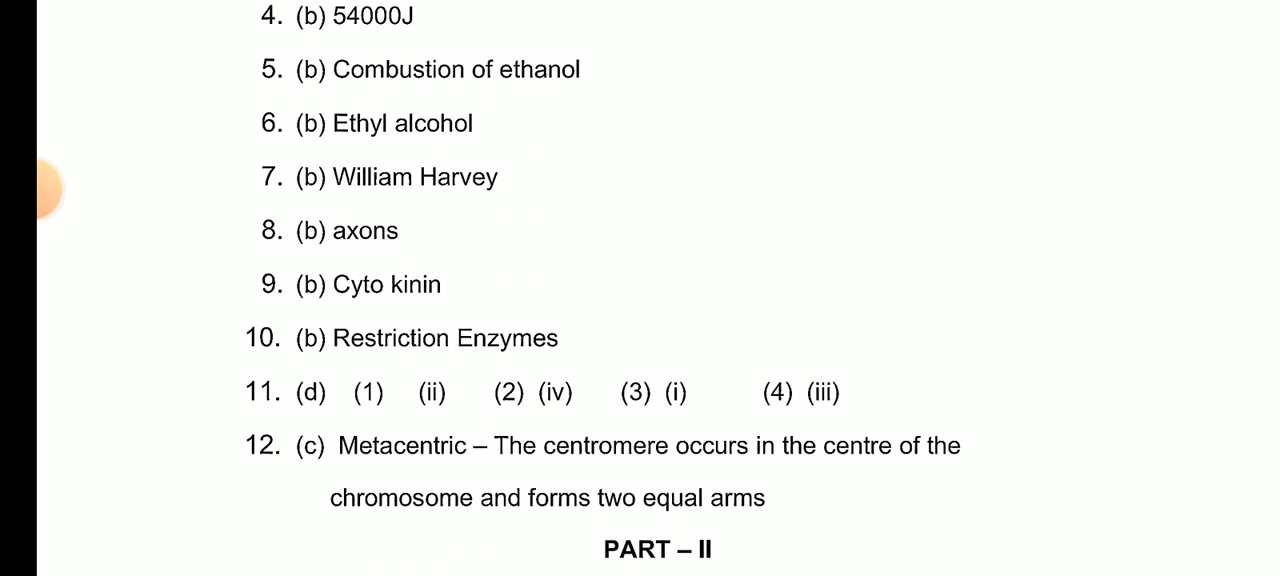 4. (b) 54000J
5. (b) Combustion of ethanol
6. (b) Ethyl alcohol
7. (b) William Harvey
8. (b) axons
9. (b) Cyto kinin
10. (b) Restriction Enzymes
11. (d) (1) (ii) (2) (iv) (3) (i) (4) (iii)
12. (c) Metacentric – The centromere occurs in the centre of the
chromosome and forms two equal arms
PART – II